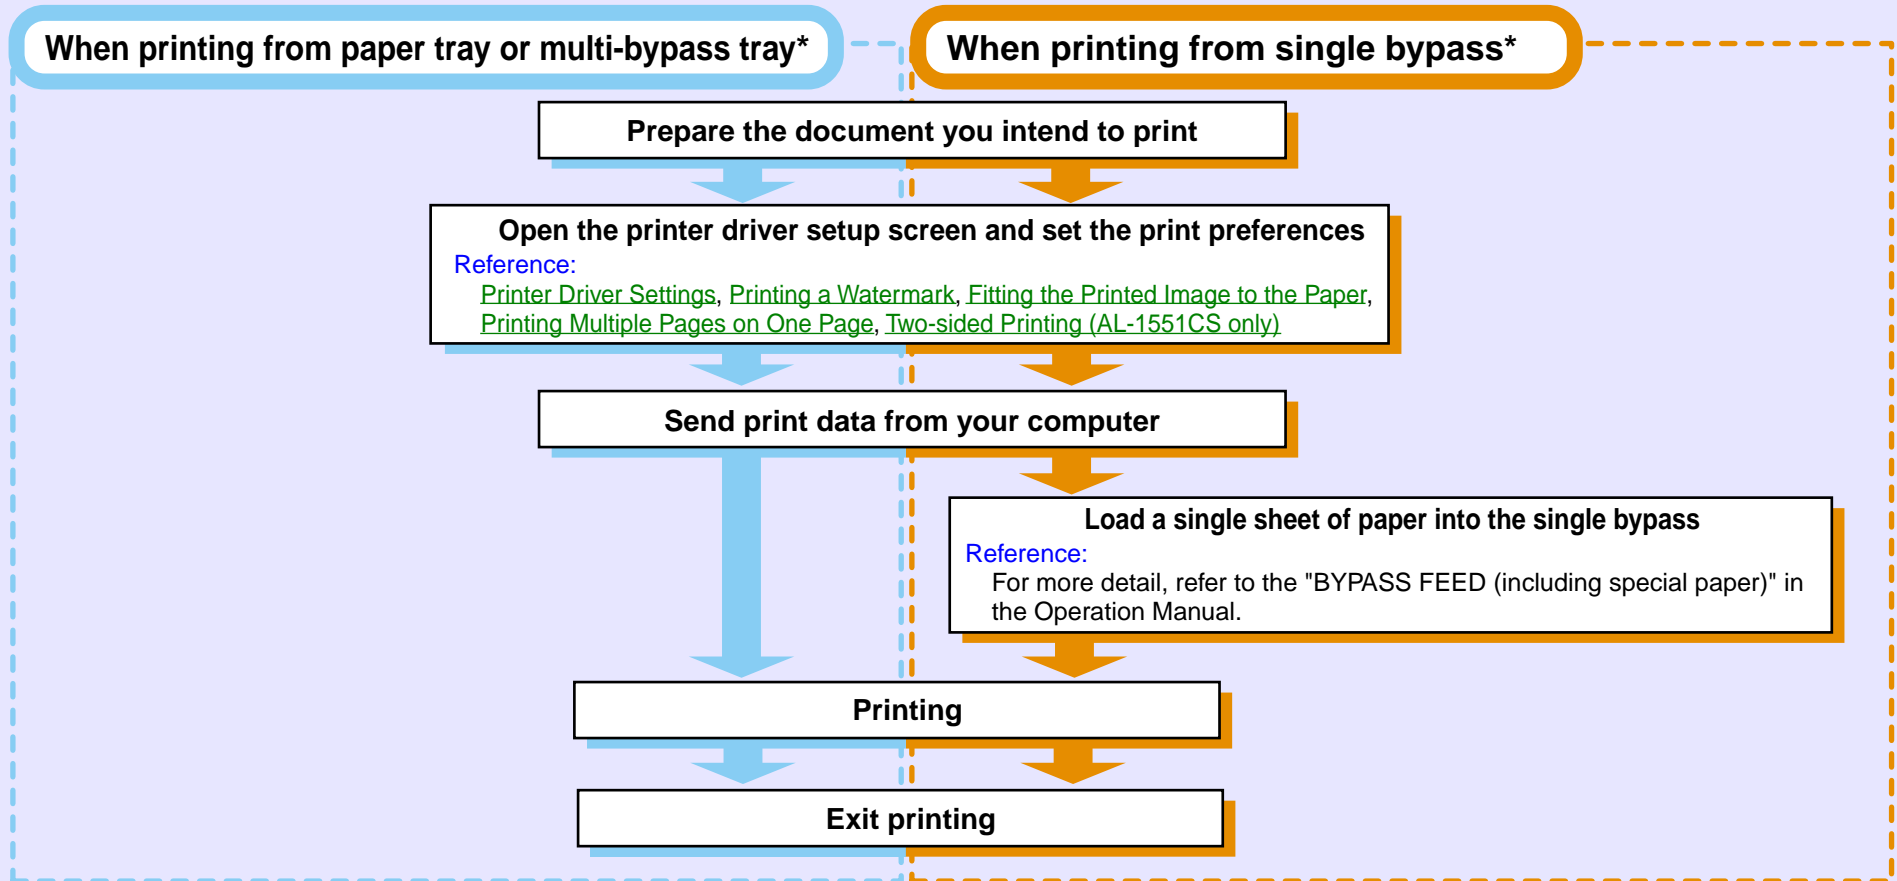 When printing from paper tray or multi-bypass tray*
When printing from single bypass*
Prepare the document you intend to print
Open the printer driver setup screen and set the print preferences
Reference:
Printer Driver Settings, Printing a Watermark, Fitting the Printed Image to the Paper,
Printing Multiple Pages on One Page, Two-sided Printing (AL-1551CS only)
Send print data from your computer
Load a single sheet of paper into the single bypass
Reference:
For more detail, refer to the "BYPASS FEED (including special paper)" in
the Operation Manual.
Printing
Exit printing